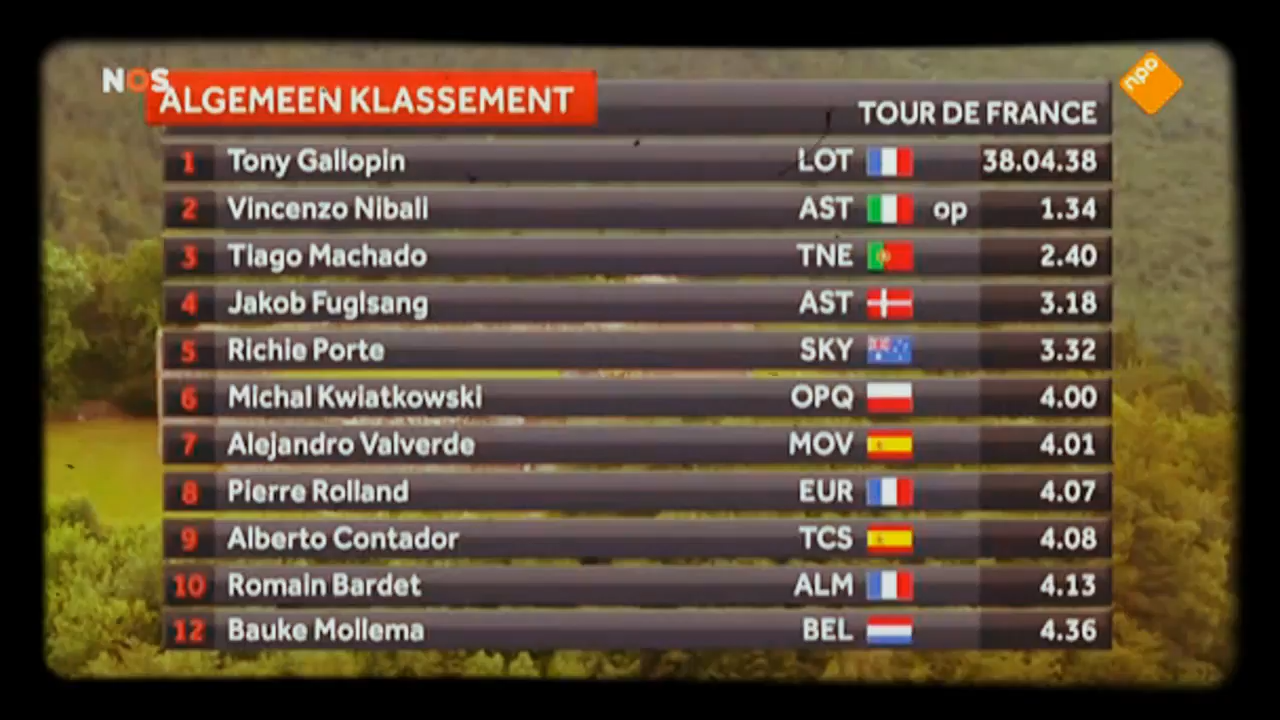 NOS
npo
ALGEMEEN KLASSEMENT
TOUR DE FRANCE
1 Tony Gallopin LOT 38.04.38
2 Vincenzo Nibali AST op 1.34
3 Tiago Machado TNE 2.40
4 Jakob Fuglsang AST 3.18
5 Richie Porte SKY 3.32
6 Michal Kwiatkowski OPQ 4.00
7 Alejandro Valverde MOV 4.01
8 Pierre Rolland EUR 4.07
9 Alberto Contador TCS 4.08
10 Romain Bardet ALM 4.13
12 Bauke Mollema BEL 4.36